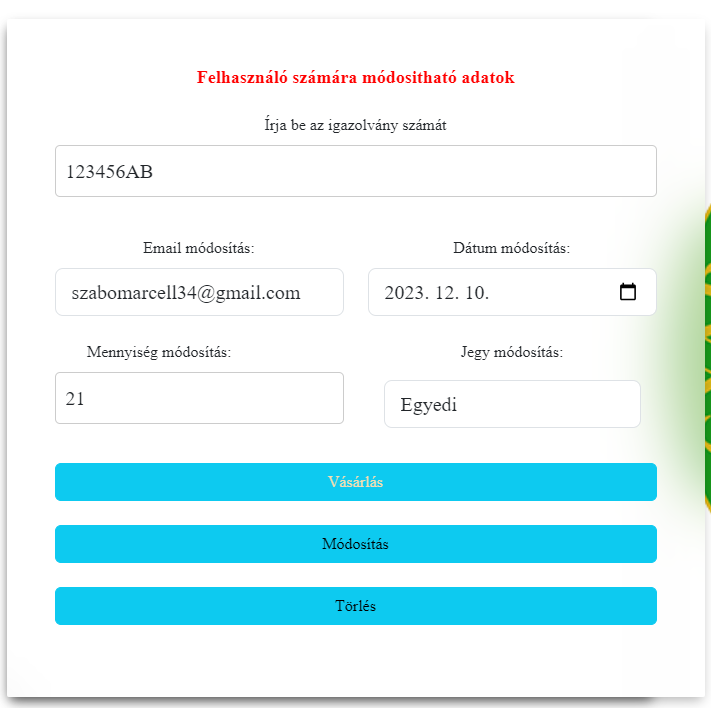 Felhasználó számára módositható adatok
Írja be az igazolvány számát
123456AB
Email módosítás:
Dátum módosítás:
szabomarcell34@gmail.com
2023. 12. 10.
Mennyiség módosítás:
Jegy módosítás:
21
Egyedi
Vásárlás
Módosítás
Törlés